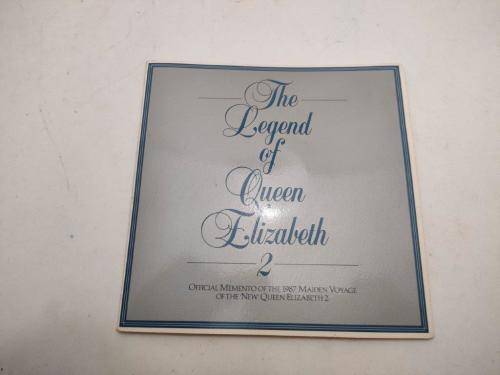 The
Legend
of
Queen
Elizabeth
2
OFFICIAL MEMENTO OF THE 1987 MAIDEN VOYAGE
OF THE 'NEW' QUEEN ELIZABETH 2